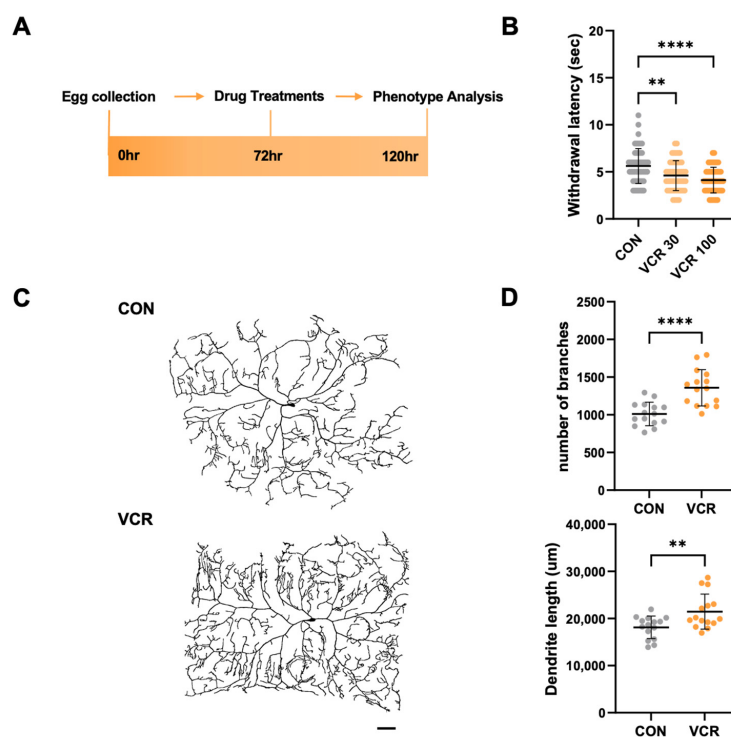 A
Egg collection → Drug Treatments → Phenotype Analysis
0hr 72hr 120hr
B
Withdrawal latency (sec)
20
15
10
5
0
****
**
CON VCR 30 VCR 100
C
CON
VCR
D
number of branches
2500
2000
1500
1000
500
0
****
CON VCR
Dendrite length (um)
40,000
30,000
20,000
10,000
0
**
CON VCR